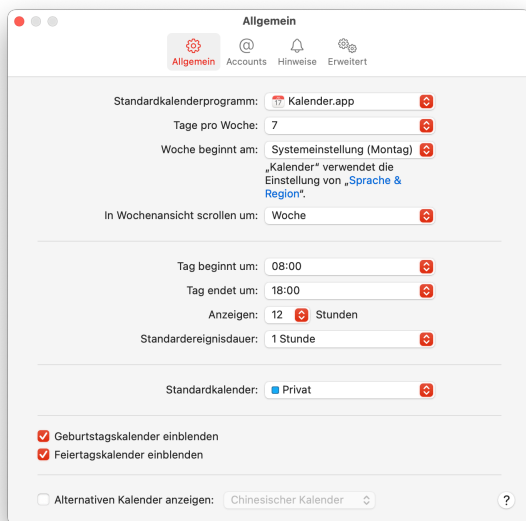 Allgemein
Allgemein Accounts Hinweise Erweitert
Standardkalenderprogramm: 17 Kalender.app
Tage pro Woche: 7
Woche beginnt am: Systemeinstellung (Montag)
„Kalender“ verwendet die
Einstellung von „Sprache &
Region“.
In Wochenansicht scrollen um: Woche
Tag beginnt um: 08:00
Tag endet um: 18:00
Anzeigen: 12 Stunden
Standardereignisdauer: 1 Stunde
Standardkalender: Privat
Geburtstagskalender einblenden
Feiertagskalender einblenden
Alternativen Kalender anzeigen: Chinesischer Kalender ?